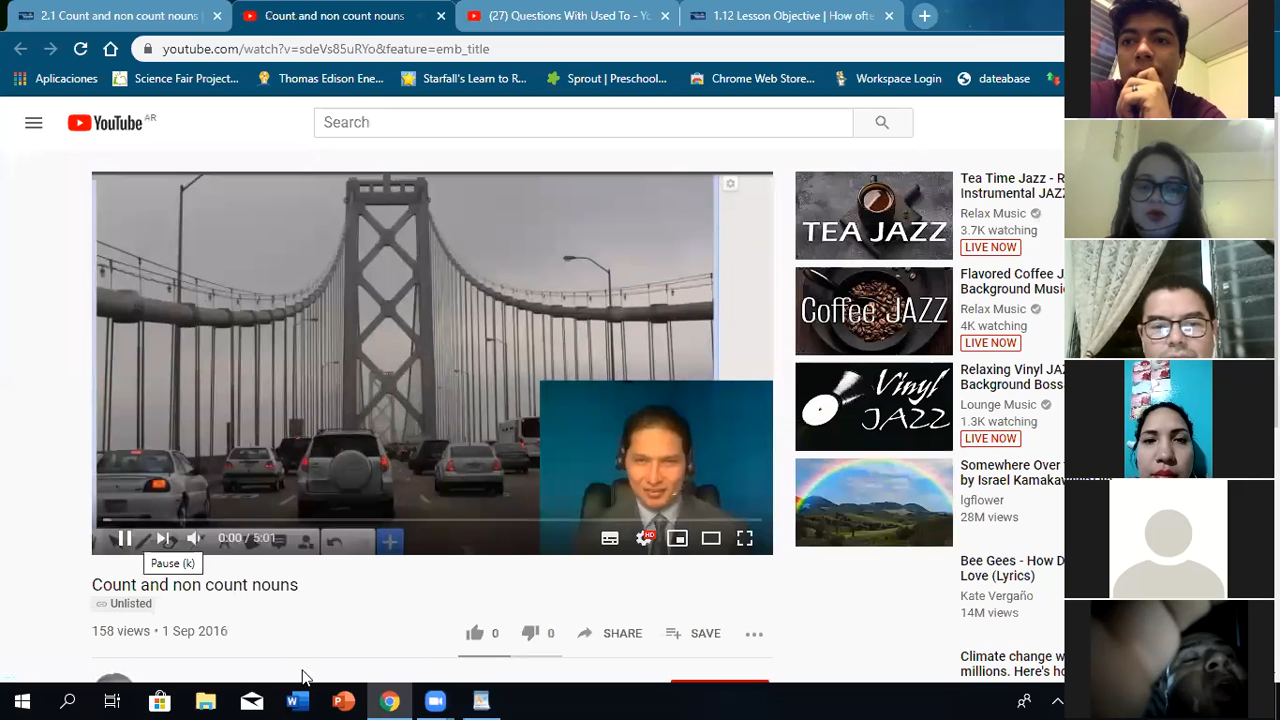 2.1 Count and non count nouns |
Count and non count nouns
(27) Questions With Used To - Yo
1.12 Lesson Objective | How ofte
youtube.com/watch?v=sdeVs85uRYo&feature=emb_title
Aplicaciones
Science Fair Project...
Thomas Edison Ene...
Starfall's Learn to R...
Sprout | Preschool...
Chrome Web Store...
Workspace Login
dateabase
YouTube AR
Search
TEA JAZZ
Tea Time Jazz - R
Instrumental JAZZ
Relax Music
3.7K watching
LIVE NOW
Coffee JAZZ
Flavored Coffee J
Background Music
Relax Music
4K watching
LIVE NOW
Vinyl
JAZZ
Relaxing Vinyl JAZZ
Background Boss
Lounge Music
1.3K watching
LIVE NOW
Somewhere Over
by Israel Kamaka
lgflower
28M views
Bee Gees - How D
Love (Lyrics)
Kate Vergaño
14M views
Climate change w
millions. Here's ho
0:00 / 5:01
HD
Pause (k)
Count and non count nouns
Unlisted
158 views • 1 Sep 2016
0
0
SHARE
SAVE